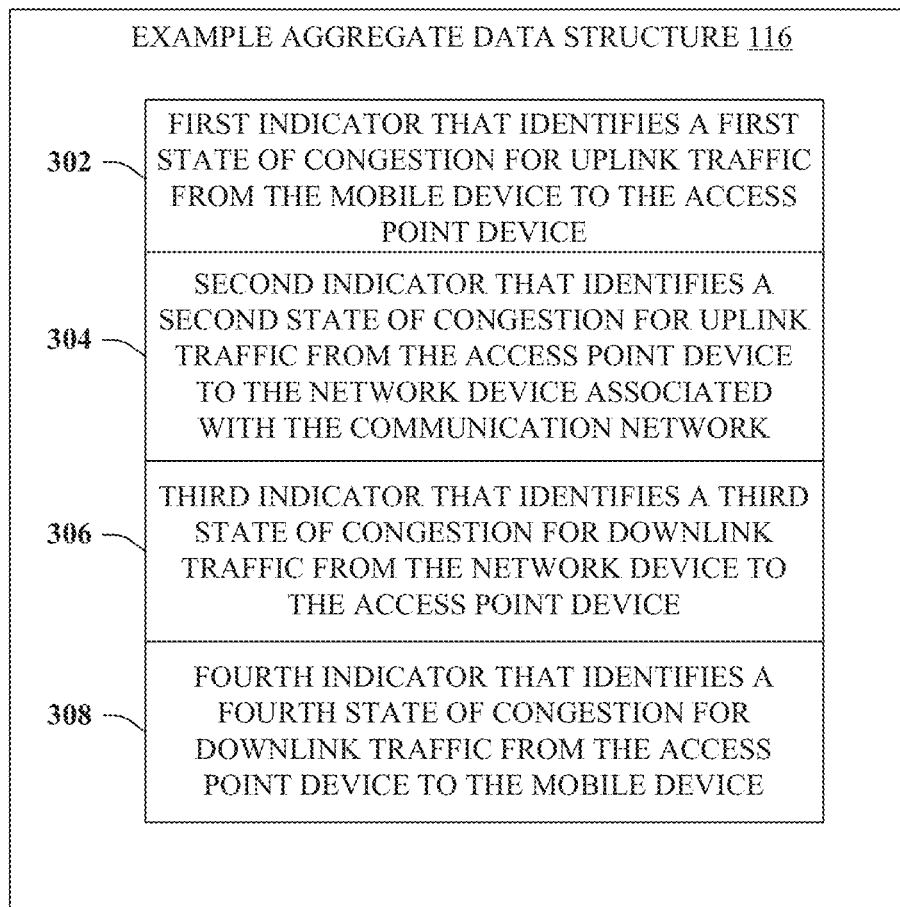 EXAMPLE AGGREGATE DATA STRUCTURE 116
302
FIRST INDICATOR THAT IDENTIFIES A FIRST
STATE OF CONGESTION FOR UPLINK TRAFFIC
FROM THE MOBILE DEVICE TO THE ACCESS
POINT DEVICE
304
SECOND INDICATOR THAT IDENTIFIES A
SECOND STATE OF CONGESTION FOR UPLINK
TRAFFIC FROM THE ACCESS POINT DEVICE
TO THE NETWORK DEVICE ASSOCIATED
WITH THE COMMUNICATION NETWORK
306
THIRD INDICATOR THAT IDENTIFIES A THIRD
STATE OF CONGESTION FOR DOWNLINK
TRAFFIC FROM THE NETWORK DEVICE TO
THE ACCESS POINT DEVICE
308
FOURTH INDICATOR THAT IDENTIFIES A
FOURTH STATE OF CONGESTION FOR
DOWNLINK TRAFFIC FROM THE ACCESS
POINT DEVICE TO THE MOBILE DEVICE